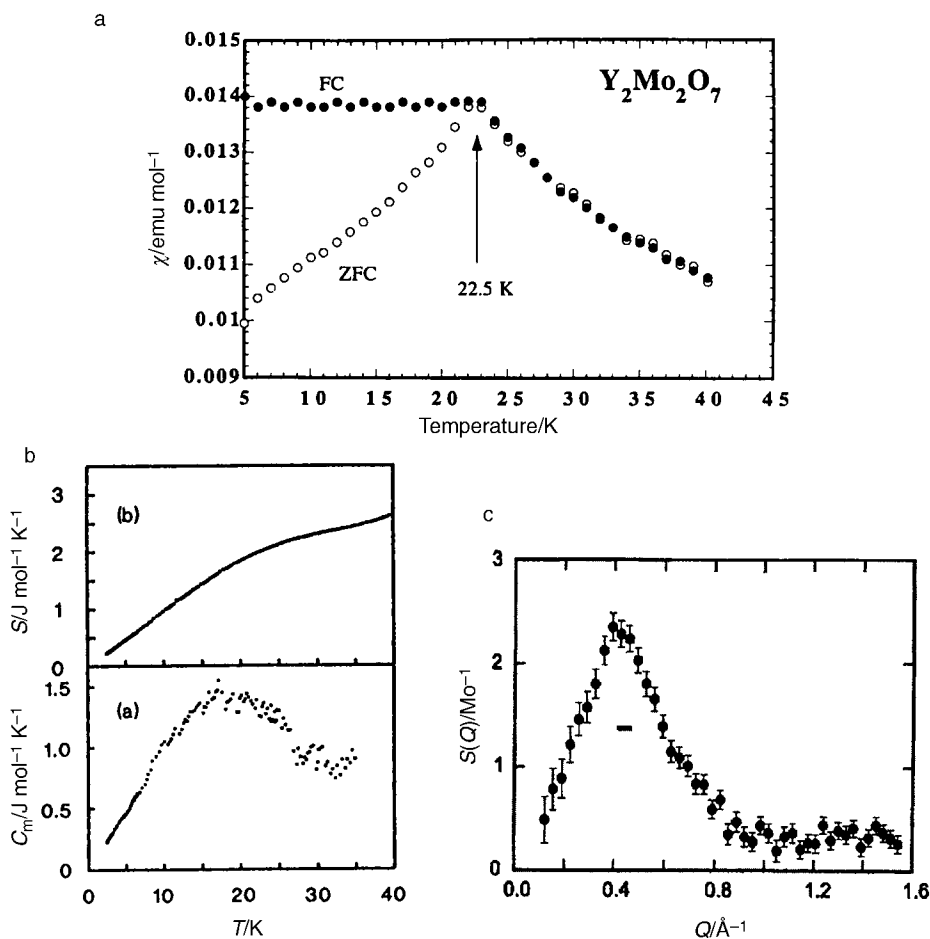 a
0.015
0.014
0.013
0.012
0.011
0.01
0.009
χ/emu mol⁻¹
FC
ZFC
Y₂Mo₂O₇
22.5 K
5 10 15 20 25 30 35 40 45
Temperature/K
b
3
2
1
0
S/J mol⁻¹ K⁻¹
(b)
1.5
1.0
0.5
0
Cₘ/J mol⁻¹ K⁻¹
(a)
0 10 20 30 40
T/K
c
3
2
1
0
S(Q)/Mo⁻¹
0.0 0.4 0.8 1.2 1.6
Q/Å⁻¹